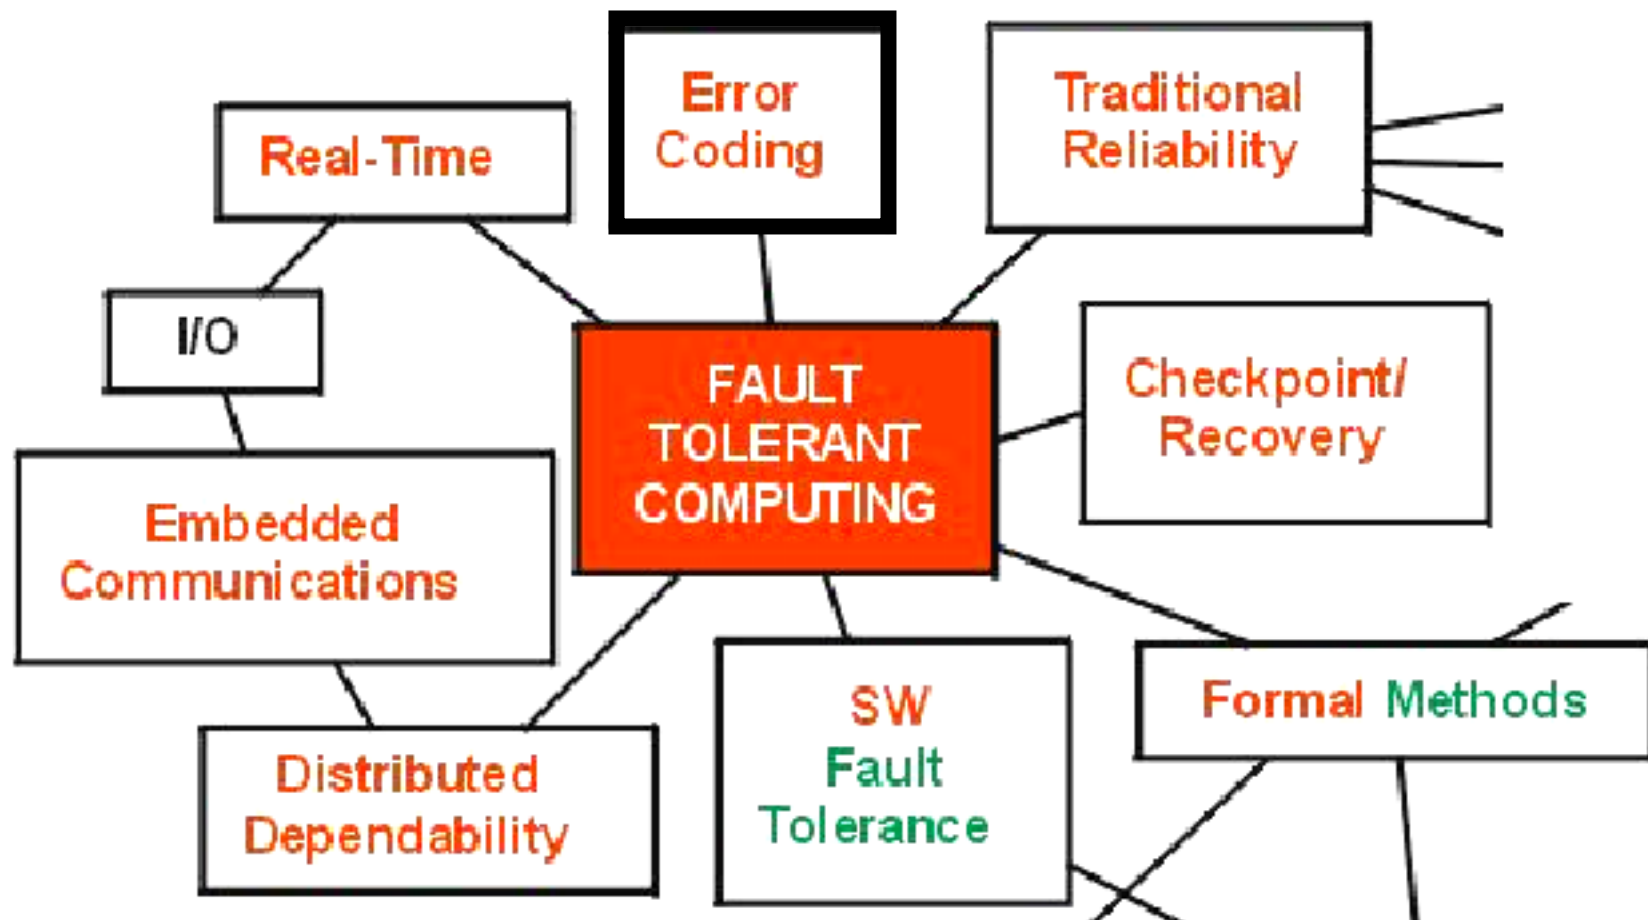 Error
Coding
Traditional
Reliability
Real-Time
I/O
FAULT
TOLERANT
COMPUTING
Checkpoint/
Recovery
Embedded
Communications
SW
Fault
Tolerance
Formal Methods
Distributed
Dependability